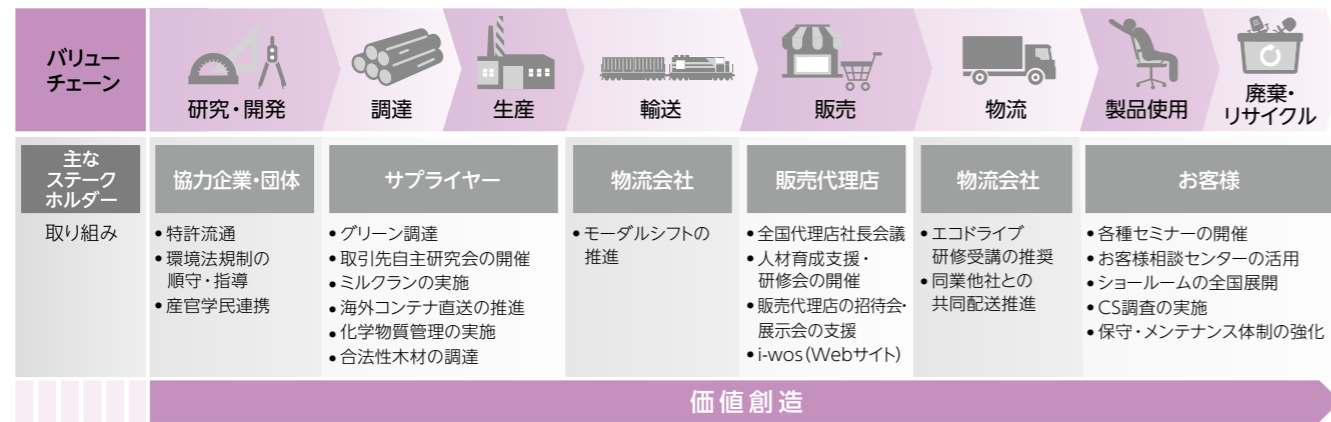 バリュー
チェーン
研究・開発
調達
生産
輸送
販売
物流
製品使用
廃棄・
リサイクル
主な
ステーク
ホルダー
協力企業・団体
サプライヤー
物流会社
販売代理店
物流会社
お客様
取り組み
•特許流通
•環境法規制の
順守・指導
•産官学民連携
•グリーン調達
•取引先自主研究会の開催
•ミルクランの実施
•海外コンテナ直送の推進
•化学物質管理の実施
•合法性木材の調達
•モーダルシフトの
推進
•全国代理店社長会議
•人材育成支援・
研修会の開催
•販売代理店の招待会・
展示会の支援
•i-wos(Webサイト)
•エコドライブ
研修受講の推奨
•同業他社との
共同配送推進
•各種セミナーの開催
•お客様相談センターの活用
•ショールームの全国展開
•CS調査の実施
•保守・メンテナンス体制の強化
価値創造